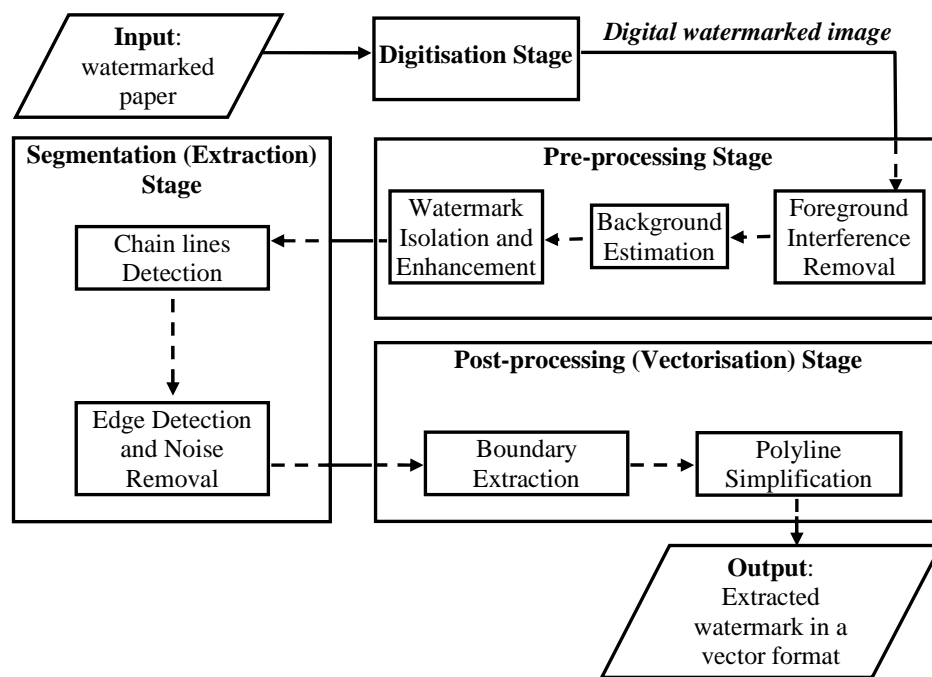 Input:
watermarked
paper
Digitisation Stage
Digital watermarked image
Pre-processing Stage
Foreground
Interference
Removal
Background
Estimation
Watermark
Isolation and
Enhancement
Segmentation (Extraction)
Stage
Chain lines
Detection
Edge Detection
and Noise
Removal
Post-processing (Vectorisation) Stage
Boundary
Extraction
Polyline
Simplification
Output:
Extracted
watermark in a
vector format